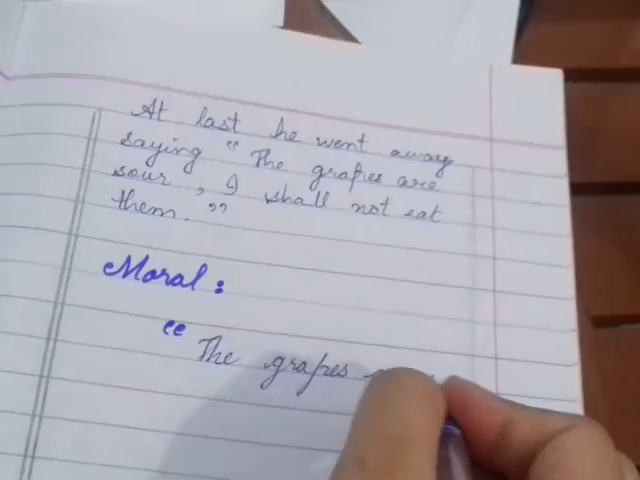 At last he went away
saying "The grapes are
sour, I shall not eat
them."
Moral:
"The grapes